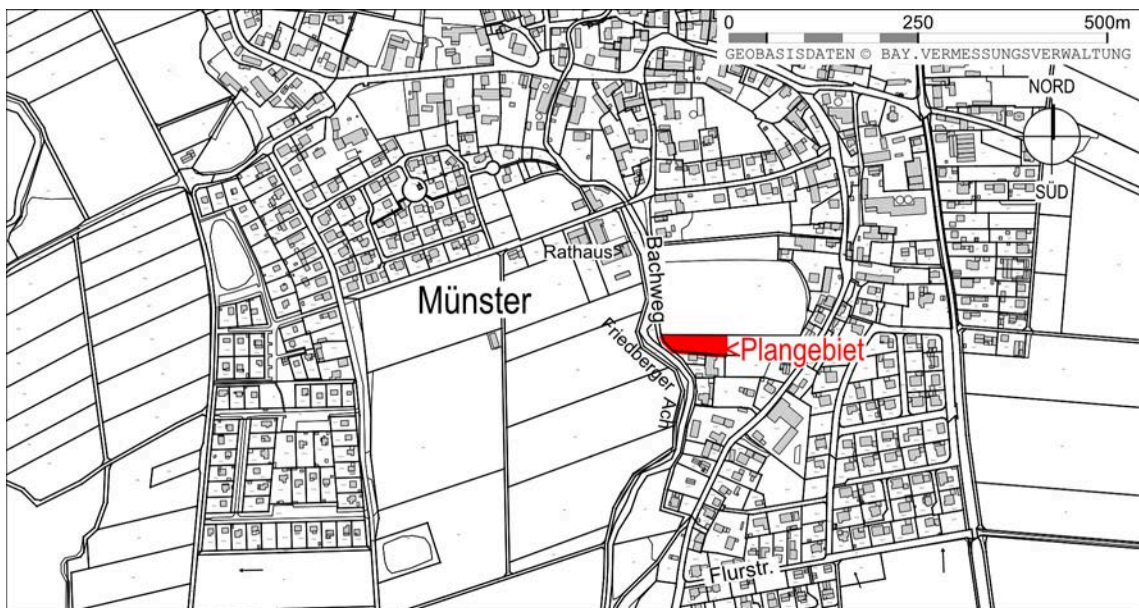 0 250 500m
GEOBASISDATEN © BAY.VERMESSUNGSVERWALTUNG
NORD
SÜD
Rathaus
Bachweg
Münster
Friedberger Ach
<Plangebiet
Flurstr.